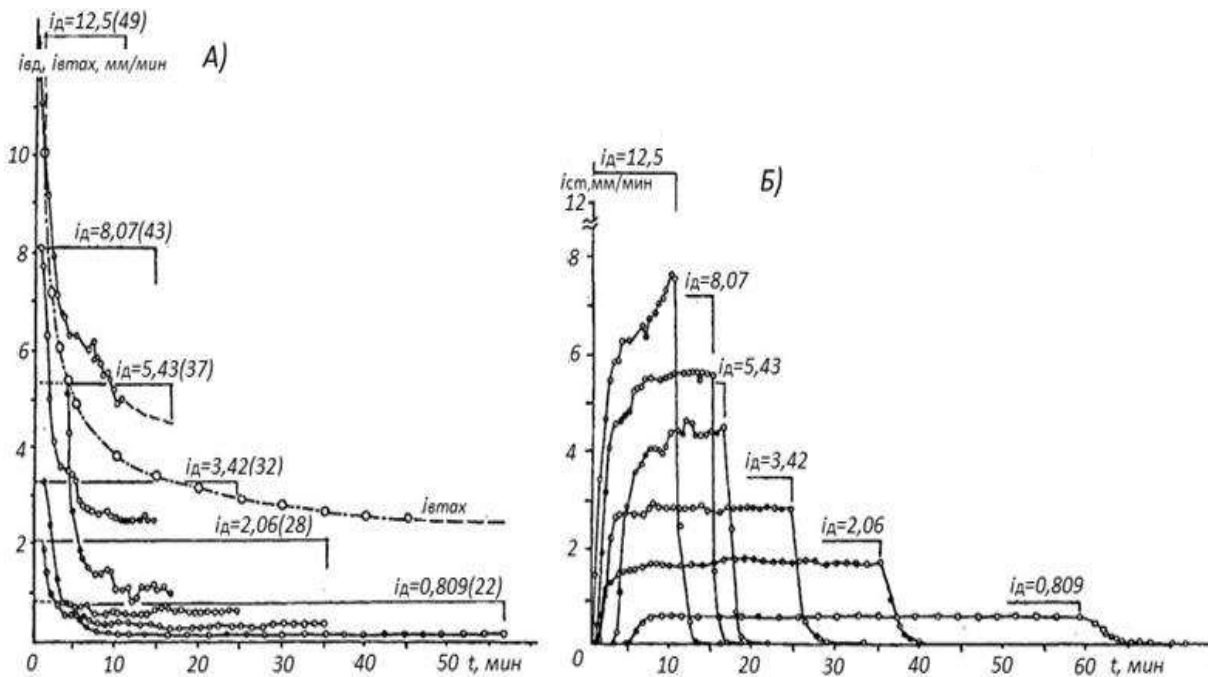 iд=12,5(49)
iвд, iвmax, мм/мин
А)
10
8
6
4
2
0
iд=8,07(43)
iд=5,43(37)
iд=3,42(32)
iвmax
iд=2,06(28)
iд=0,809(22)
10
20
30
40
50 t, мин
iд=12,5
iст,мм/мин
Б)
12
8
6
4
2
0
iд=8,07
iд=5,43
iд=3,42
iд=2,06
iд=0,809
10
20
30
40
50
60 t, мин